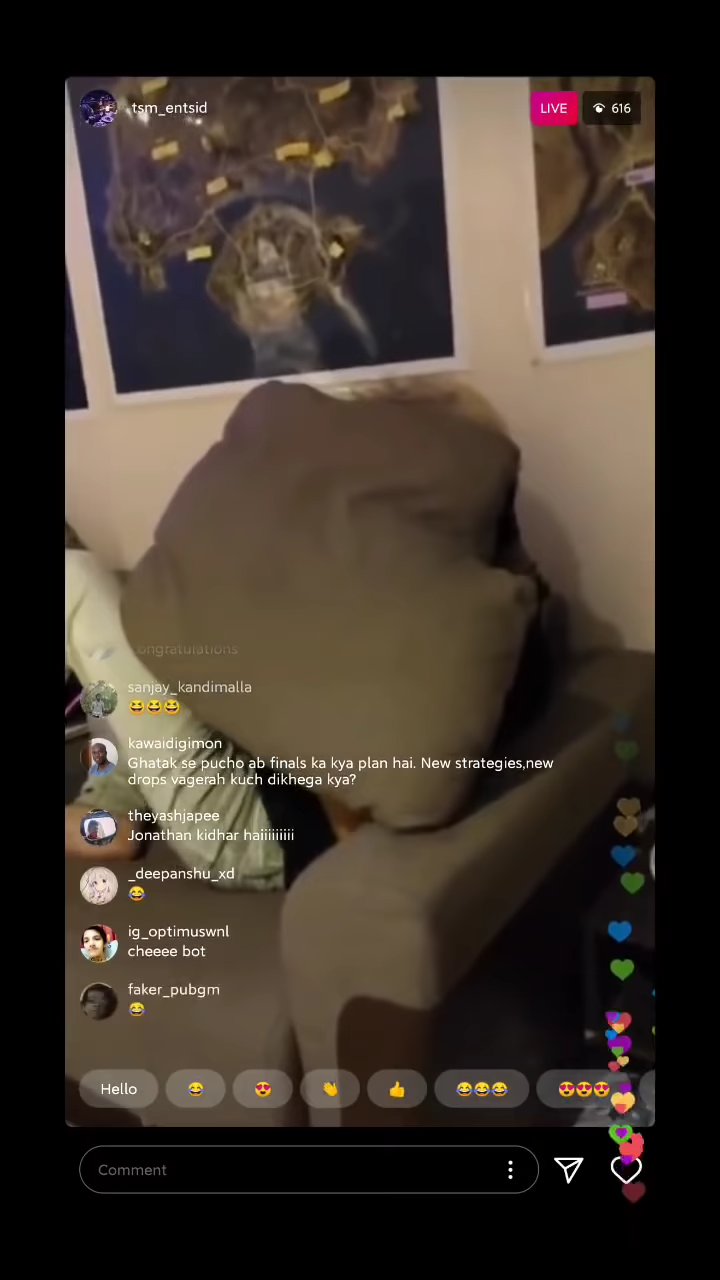 tsm_entsid
LIVE
616
ongratulations
sanjay_kandimalla
😆😆😆
kawaidigimon
Ghatak se pucho ab finals ka kya plan hai. New strategies,new
drops vagerah kuch dikhega kya?
theyashjapee
Jonathan kidhar haiiiiiiiii
_deepanshu_xd
😂
ig_optimuswnl
cheeee bot
faker_pubgm
😂
Hello 😂 😍 👏 👍 😂😂😂 😍😍😍
Comment